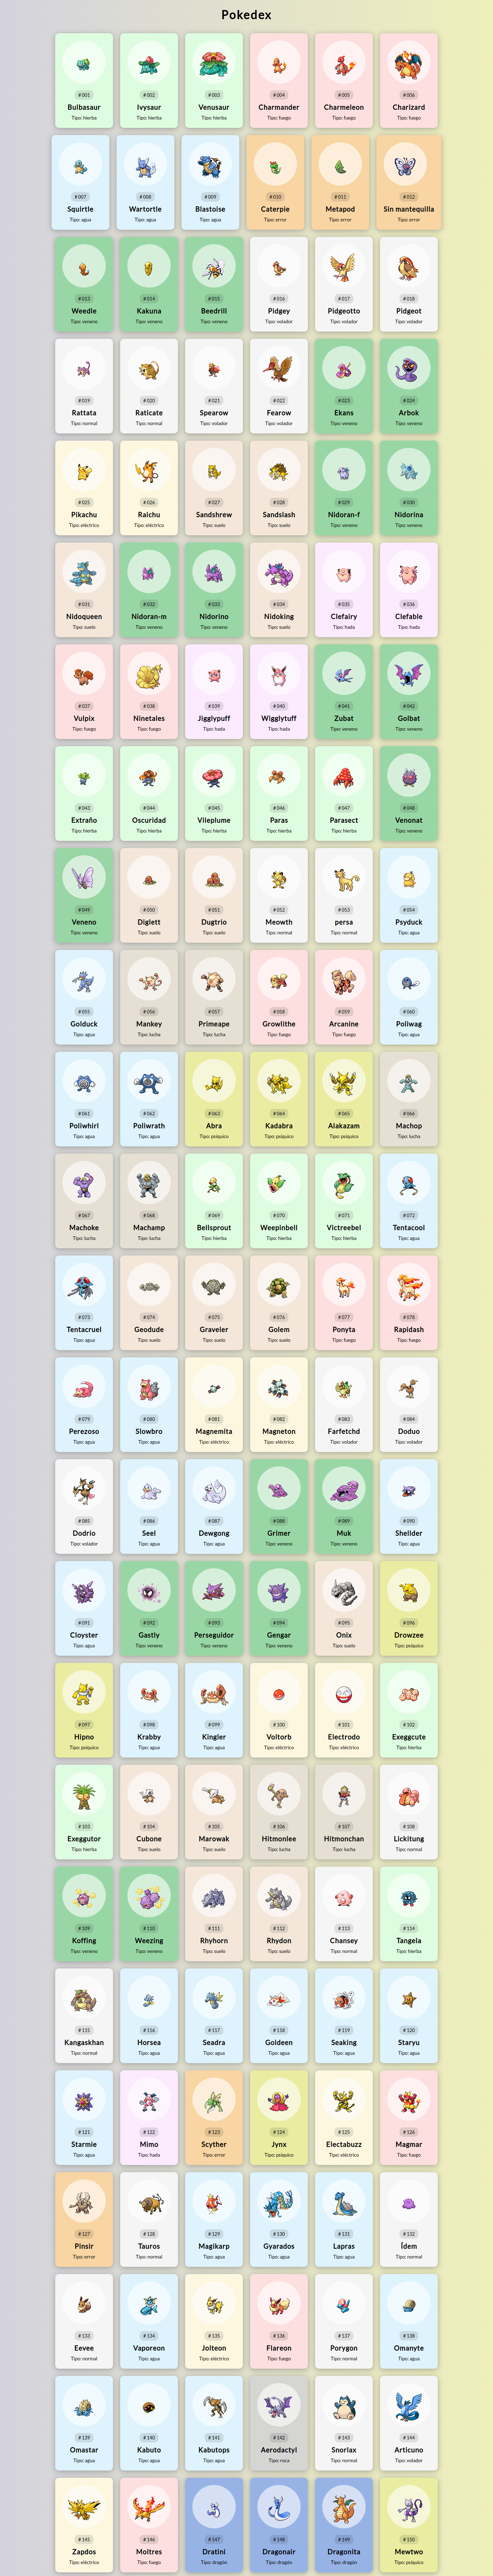 Pokedex
#001 #002 #003 #004 #005 #006
Bulbasaur Ivysaur Venusaur Charmander Charmeleon Charizard
Tipo: hierba Tipo: hierba Tipo: hierba Tipo: fuego Tipo: fuego Tipo: fuego
#007 #008 #009 #010 #011 #012
Squirtle Wartortle Blastoise Caterpie Metapod Sin mantequilla
Tipo: agua Tipo: agua Tipo: agua Tipo: error Tipo: error Tipo: error
#013 #014 #015 #016 #017 #018
Weedle Kakuna Beedrill Pidgey Pidgeotto Pidgeot
Tipo: veneno Tipo: veneno Tipo: veneno Tipo: volador Tipo: volador Tipo: volador
#019 #020 #021 #022 #023 #024
Rattata Raticate Spearow Fearow Ekans Arbok
Tipo: normal Tipo: normal Tipo: volador Tipo: volador Tipo: veneno Tipo: veneno
#025 #026 #027 #028 #029 #030
Pikachu Raichu Sandshrew Sandslash Nidoran-f Nidorina
Tipo: eléctrico Tipo: eléctrico Tipo: suelo Tipo: suelo Tipo: veneno Tipo: veneno
#031 #032 #033 #034 #035 #036
Nidoqueen Nidoran-m Nidorino Nidoking Clefairy Clefable
Tipo: suelo Tipo: veneno Tipo: veneno Tipo: suelo Tipo: hada Tipo: hada
#037 #038 #039 #040 #041 #042
Vulpix Ninetales Jigglypuff Wigglytuff Zubat Golbat
Tipo: fuego Tipo: fuego Tipo: hada Tipo: hada Tipo: veneno Tipo: veneno
#043 #044 #045 #046 #047 #048
Extraño Oscuridad Vileplume Paras Parasect Venonat
Tipo: hierba Tipo: hierba Tipo: hierba Tipo: hierba Tipo: hierba Tipo: veneno
#049 #050 #051 #052 #053 #054
Veneno Diglett Dugtrio Meowth persa Psyduck
Tipo: veneno Tipo: suelo Tipo: suelo Tipo: normal Tipo: normal Tipo: agua
#055 #056 #057 #058 #059 #060
Golduck Mankey Primeape Growlithe Arcanine Poliwag
Tipo: agua Tipo: lucha Tipo: lucha Tipo: fuego Tipo: fuego Tipo: agua
#061 #062 #063 #064 #065 #066
Poliwhirl Poliwrath Abra Kadabra Alakazam Machop
Tipo: agua Tipo: agua Tipo: psíquico Tipo: psíquico Tipo: psíquico Tipo: lucha
#067 #068 #069 #070 #071 #072
Machoke Machamp Bellsprout Weepinbell Victreebel Tentacool
Tipo: lucha Tipo: lucha Tipo: hierba Tipo: hierba Tipo: hierba Tipo: agua
#073 #074 #075 #076 #077 #078
Tentacruel Geodude Graveler Golem Ponyta Rapidash
Tipo: agua Tipo: suelo Tipo: suelo Tipo: suelo Tipo: fuego Tipo: fuego
#079 #080 #081 #082 #083 #084
Perezoso Slowbro Magnemita Magneton Farfetchd Doduo
Tipo: agua Tipo: agua Tipo: eléctrico Tipo: eléctrico Tipo: volador Tipo: volador
#085 #086 #087 #088 #089 #090
Dodrio Seel Dewgong Grimer Muk Shellder
Tipo: volador Tipo: agua Tipo: agua Tipo: veneno Tipo: veneno Tipo: agua
#091 #092 #093 #094 #095 #096
Cloyster Gastly Perseguidor Gengar Onix Drowzee
Tipo: agua Tipo: veneno Tipo: veneno Tipo: veneno Tipo: suelo Tipo: psíquico
#097 #098 #099 #100 #101 #102
Hipno Krabby Kingler Voltorb Electrodo Exeggcute
Tipo: psíquico Tipo: agua Tipo: agua Tipo: eléctrico Tipo: eléctrico Tipo: hierba
#103 #104 #105 #106 #107 #108
Exeggutor Cubone Marowak Hitmonlee Hitmonchan Lickitung
Tipo: hierba Tipo: suelo Tipo: suelo Tipo: lucha Tipo: lucha Tipo: normal
#109 #110 #111 #112 #113 #114
Koffing Weezing Rhyhorn Rhydon Chansey Tangela
Tipo: veneno Tipo: veneno Tipo: suelo Tipo: suelo Tipo: normal Tipo: hierba
#115 #116 #117 #118 #119 #120
Kangaskhan Horsea Seadra Goldeen Seaking Staryu
Tipo: normal Tipo: agua Tipo: agua Tipo: agua Tipo: agua Tipo: agua
#121 #122 #123 #124 #125 #126
Starmie Mimo Scyther Jynx Electabuzz Magmar
Tipo: agua Tipo: hada Tipo: error Tipo: psíquico Tipo: eléctrico Tipo: fuego
#127 #128 #129 #130 #131 #132
Pinsir Tauros Magikarp Gyarados Lapras Ídem
Tipo: error Tipo: normal Tipo: agua Tipo: agua Tipo: agua Tipo: normal
#133 #134 #135 #136 #137 #138
Eevee Vaporeon Jolteon Flareon Porygon Omanyte
Tipo: normal Tipo: agua Tipo: eléctrico Tipo: fuego Tipo: normal Tipo: agua
#139 #140 #141 #142 #143 #144
Omastar Kabuto Kabutops Aerodactyl Snorlax Articuno
Tipo: agua Tipo: agua Tipo: agua Tipo: roca Tipo: normal Tipo: volador
#145 #146 #147 #148 #149 #150
Zapdos Moltres Dratini Dragonair Dragonita Mewtwo
Tipo: eléctrico Tipo: fuego Tipo: dragón Tipo: dragón Tipo: dragón Tipo: psíquico